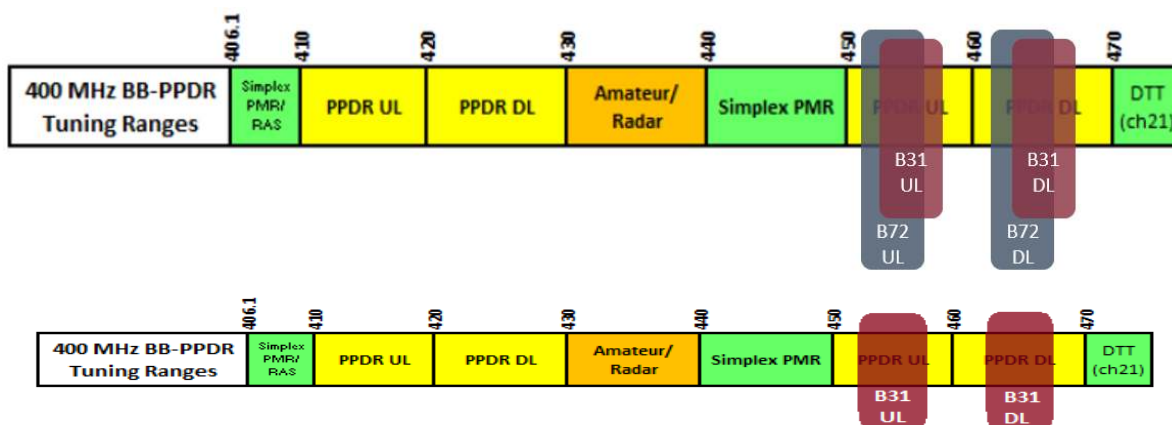 406.1 410 420 430 440 450 460 470
400 MHz BB-PPDR Simplex Amateur/ DTT
Tuning Ranges PMR/ PPDR UL PPDR DL Radar Simplex PMR PPDR UL PPDR DL (ch21)
RAS
B31 B31
UL DL
B72 B72
UL DL
406.1 410 420 430 440 450 460 470
400 MHz BB-PPDR Simplex Amateur/ DTT
Tuning Ranges PMR/ PPDR UL PPDR DL Radar Simplex PMR PPDR UL PPDR DL (ch21)
RAS
B31 B31
UL DL